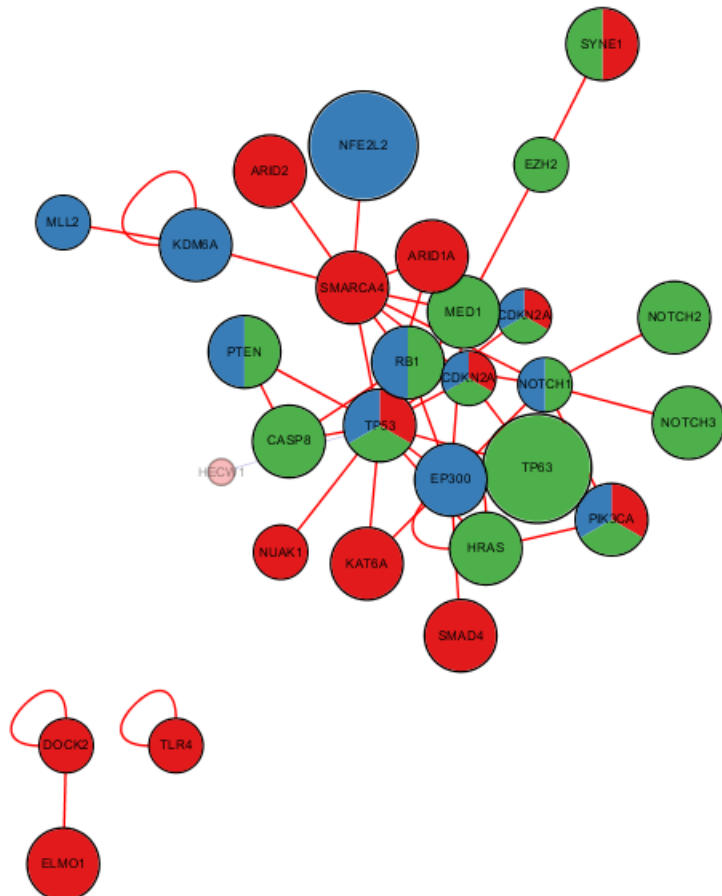 SYNE1
NFE2L2
ARID2
EZH2
MLL2
KDM6A
ARID1A
SMARCA4
MED1
CDKN2A
NOTCH2
PTEN
RB1
CDKN2A
NOTCH1
NOTCH3
TP53
CASP8
HECW1
EP300
TP63
PIK3CA
NUAK1
KAT6A
HRAS
SMAD4
DOCK2
TLR4
ELMO1